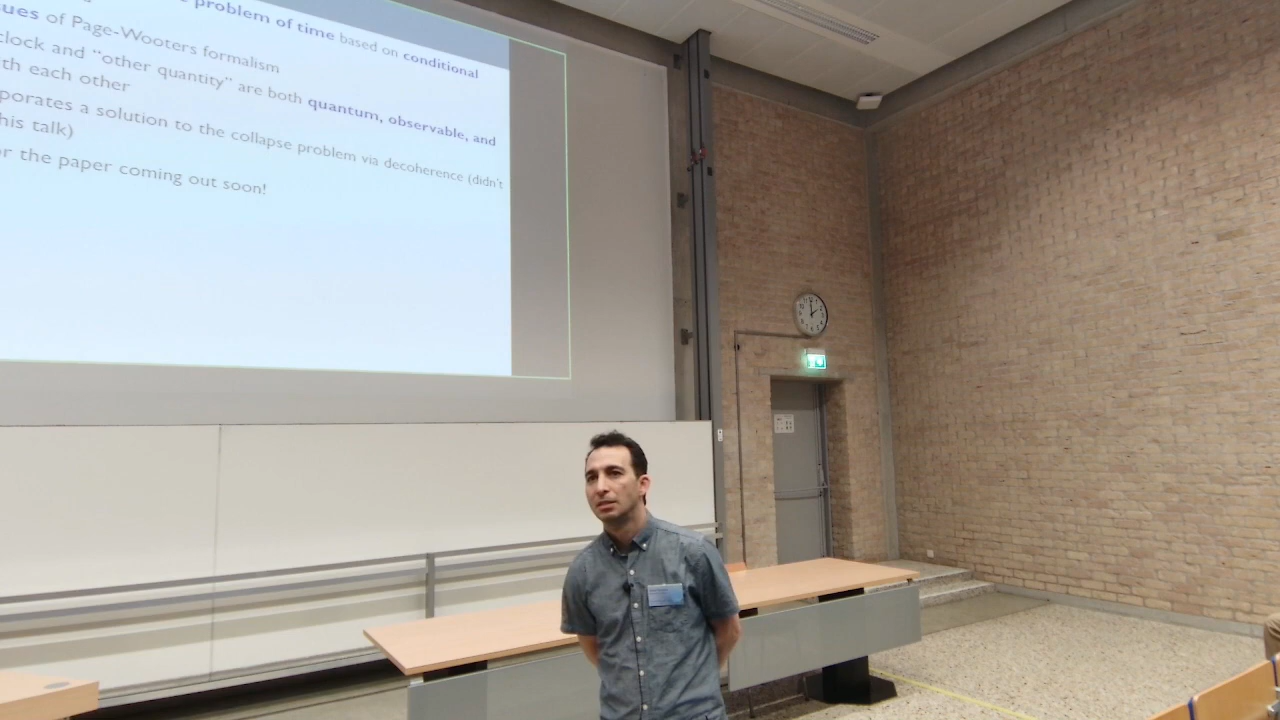 problem of time based on conditional
ues of Page-Wooters formalism
clock and “other quantity” are both quantum, observable, and
th each other
porates a solution to the collapse problem via decoherence (didn't
his talk)
or the paper coming out soon!